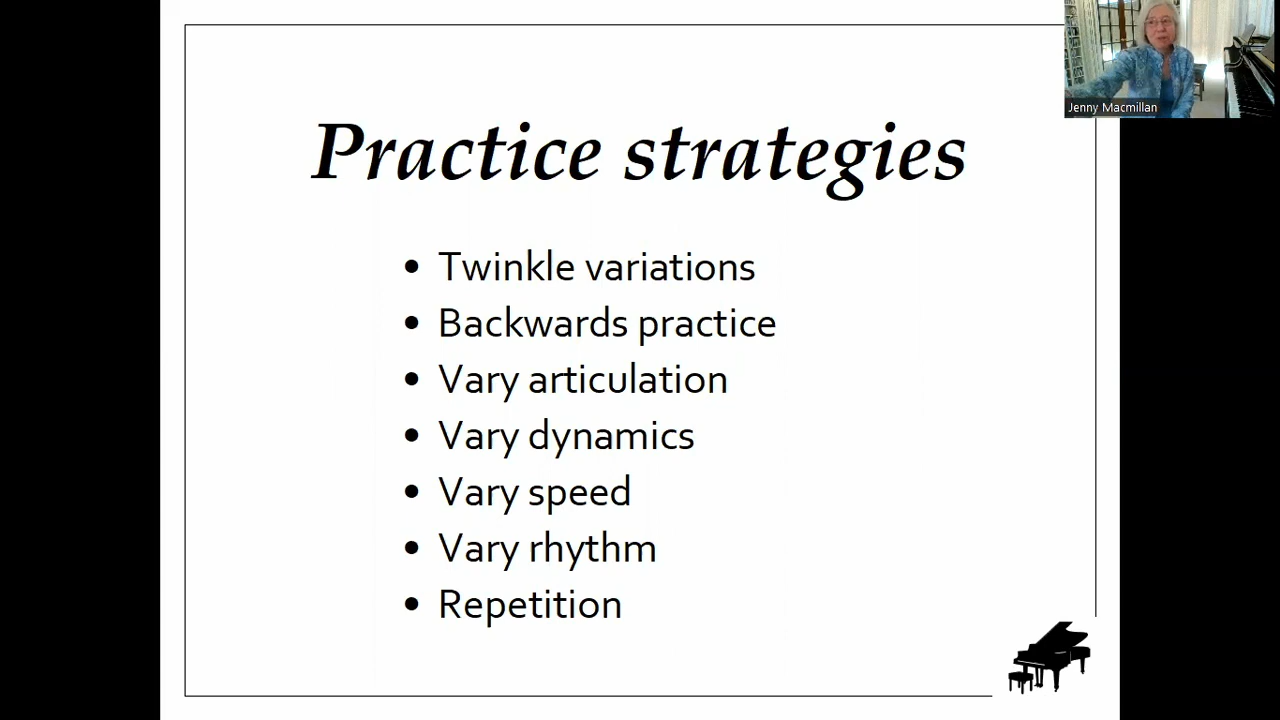 Jenny Macmillan
Practice strategies
• Twinkle variations
• Backwards practice
• Vary articulation
• Vary dynamics
• Vary speed
• Vary rhythm
• Repetition